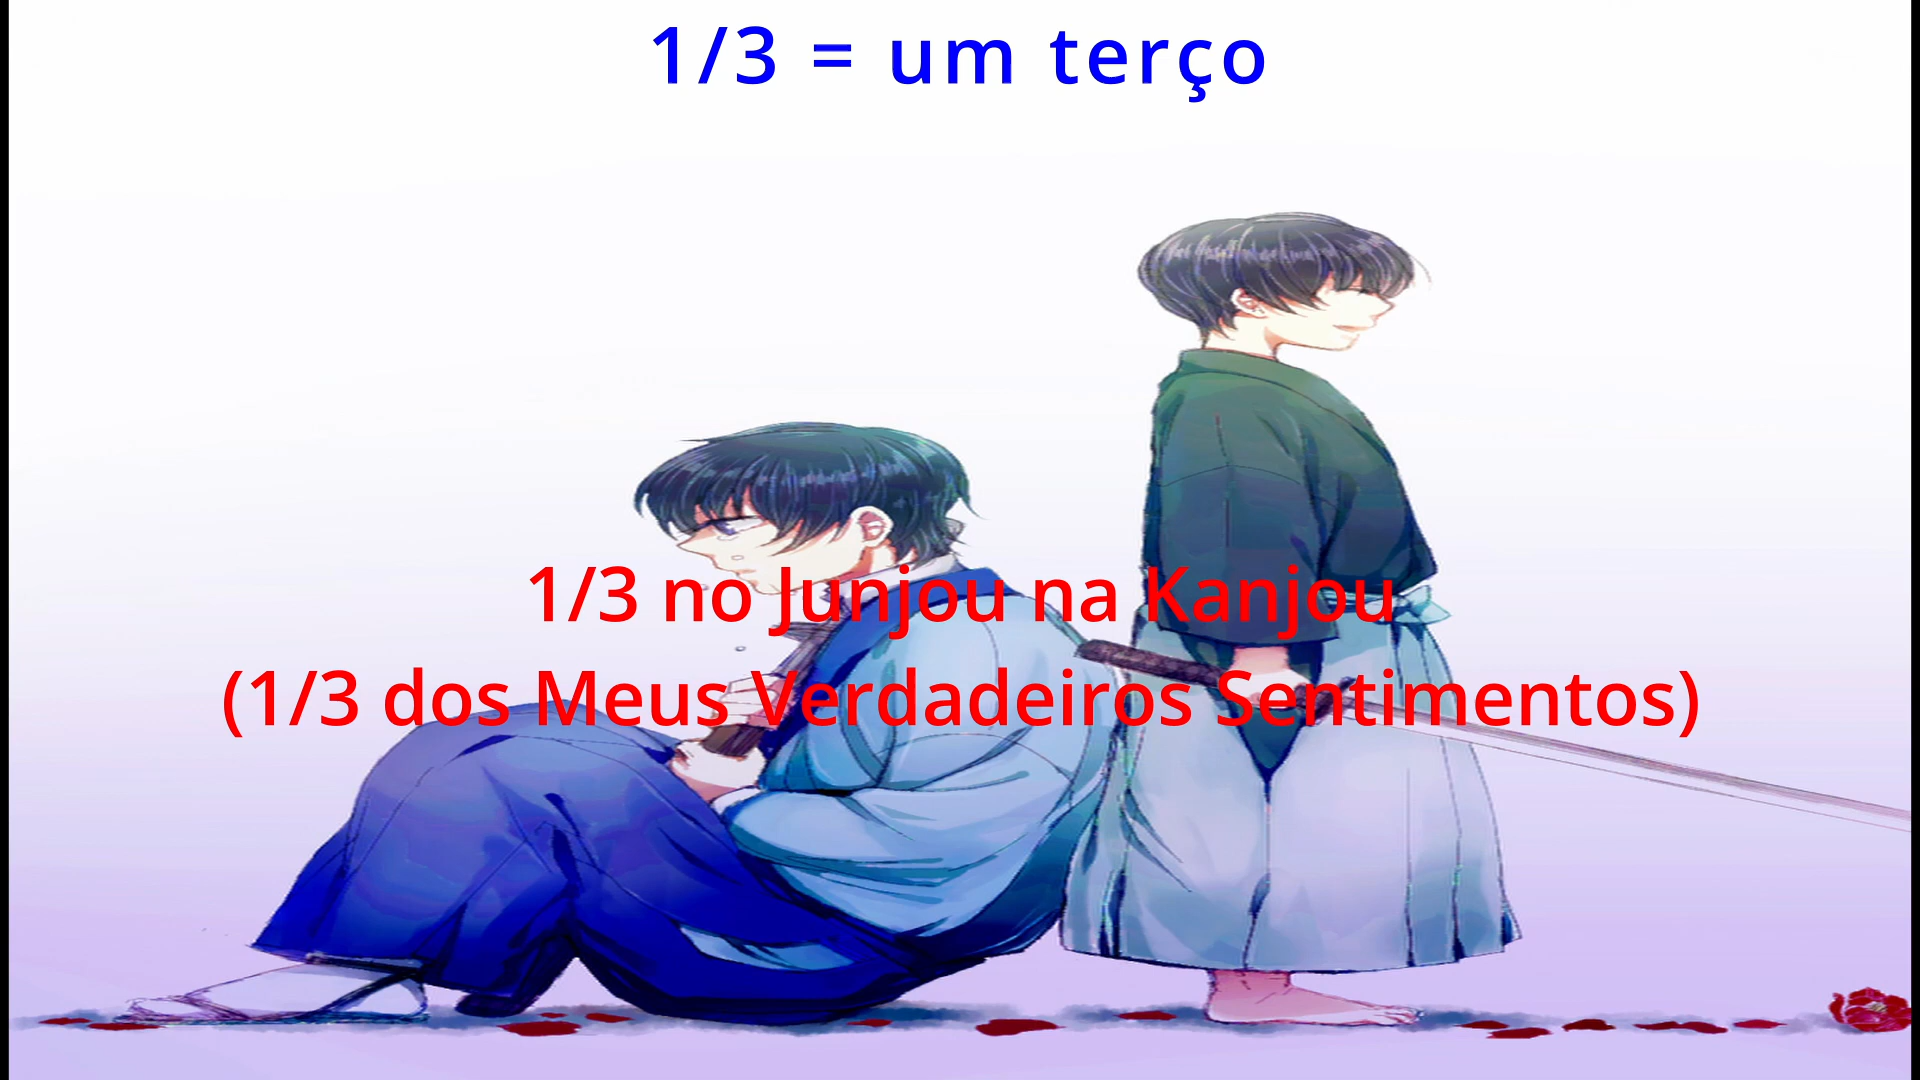 1/3 = um terço
1/3 no Junjou na Kanjou
(1/3 dos Meus Verdadeiros Sentimentos)